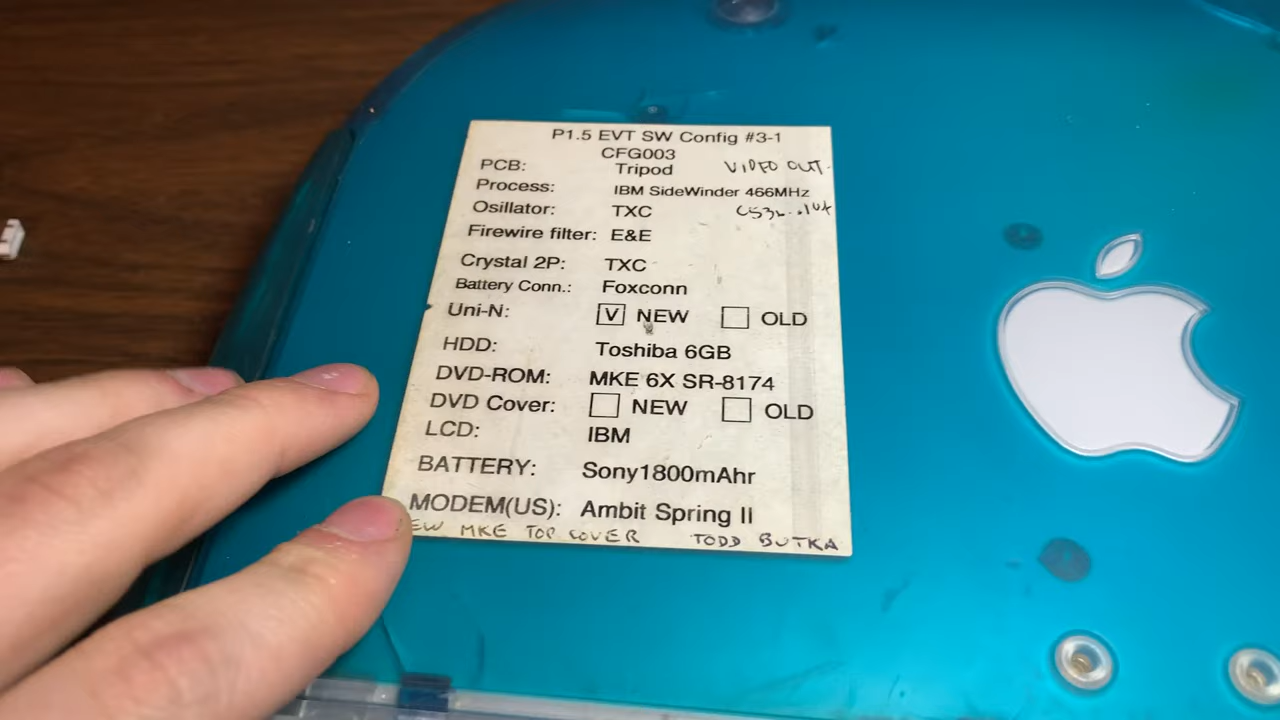 P1.5 EVT SW Config #3-1
CFG003
PCB: Tripod VIDEO OUT
Process: IBM SideWinder 466MHz
Osillator: TXC
Firewire filter: E&E
Crystal 2P: TXC
Battery Conn.: Foxconn
Uni-N: V NEW OLD
HDD: Toshiba 6GB
DVD-ROM: MKE 6X SR-8174
DVD Cover: NEW OLD
LCD: IBM
BATTERY: Sony1800mAhr
MODEM(US): Ambit Spring II
EW MKE TOP COVER TODD BUTKA